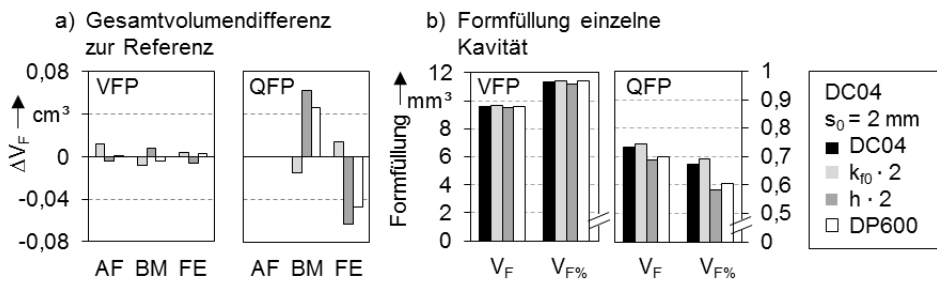 a) Gesamtvolumendifferenz
zur Referenz
0,08
cm³
0
-0,04
-0,08
ΔV_F
VFP
QFP
AF BM FE
AF BM FE
b) Formfüllung einzelne
Kavität
12
mm³
8
6
4
2
0
Formfüllung
VFP
QFP
V_F V_F%
V_F V_F%
1
0,9
0,8
0,7
0,6
0,5
0
DC04
s₀ = 2 mm
DC04
k_f0 · 2
h · 2
DP600